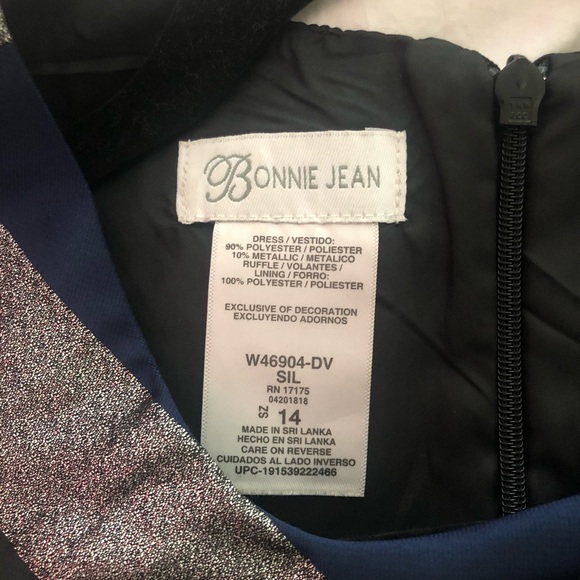 BONNIE JEAN
DRESS / VESTIDO:
90% POLYESTER / POLIESTER
10% METALLIC / METALICO
RUFFLE / VOLANTES /
LINING / FORRO:
100% POLYESTER / POLIESTER
EXCLUSIVE OF DECORATION
EXCLUYENDO ADORNOS
W46904-DV
SIL
RN 17175
04201818
ZS 14
MADE IN SRI LANKA
HECHO EN SRI LANKA
CARE ON REVERSE
CUIDADOS AL LADO INVERSO
UPC-191539222466